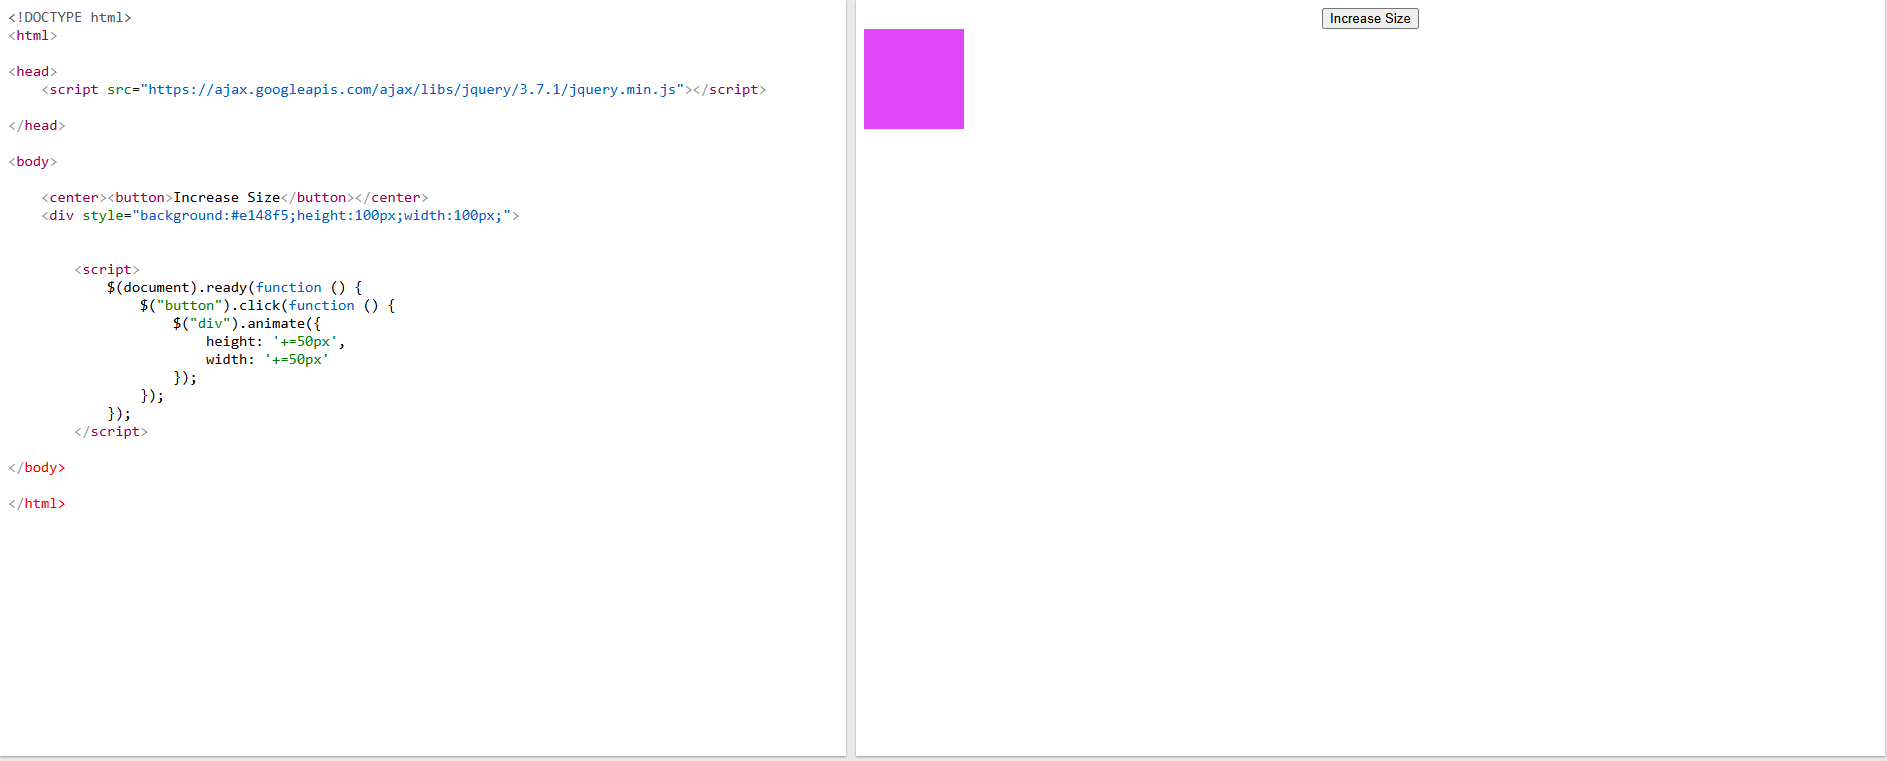 <!DOCTYPE html>
<html>
<head>
<script src="https://ajax.googleapis.com/ajax/libs/jquery/3.7.1/jquery.min.js"></script>
</head>
<body>
<center><button>Increase Size</button></center>
<div style="background:#e148f5;height:100px;width:100px;">
<script>
$(document).ready(function () {
$("button").click(function () {
$("div").animate({
height: '+=50px',
width: '+=50px'
});
});
});
</script>
</body>
</html>
Increase Size